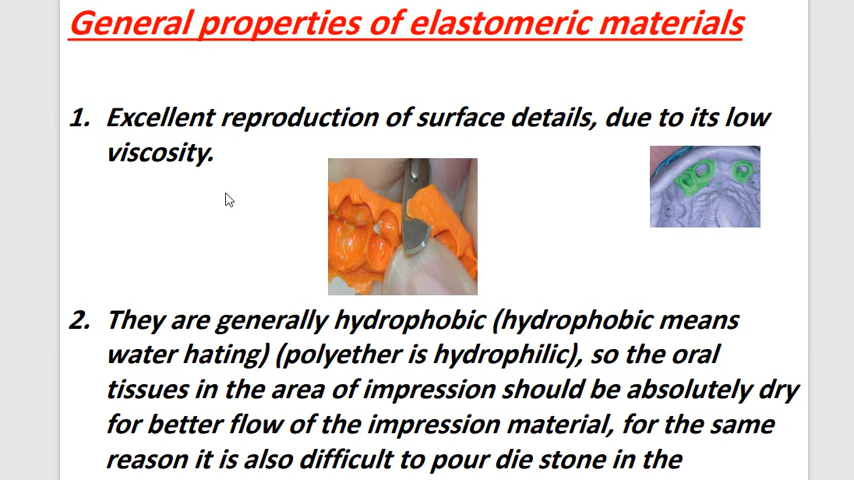 General properties of elastomeric materials
1. Excellent reproduction of surface details, due to its low
viscosity.
2. They are generally hydrophobic (hydrophobic means
water hating) (polyether is hydrophilic), so the oral
tissues in the area of impression should be absolutely dry
for better flow of the impression material, for the same
reason it is also difficult to pour die stone in the